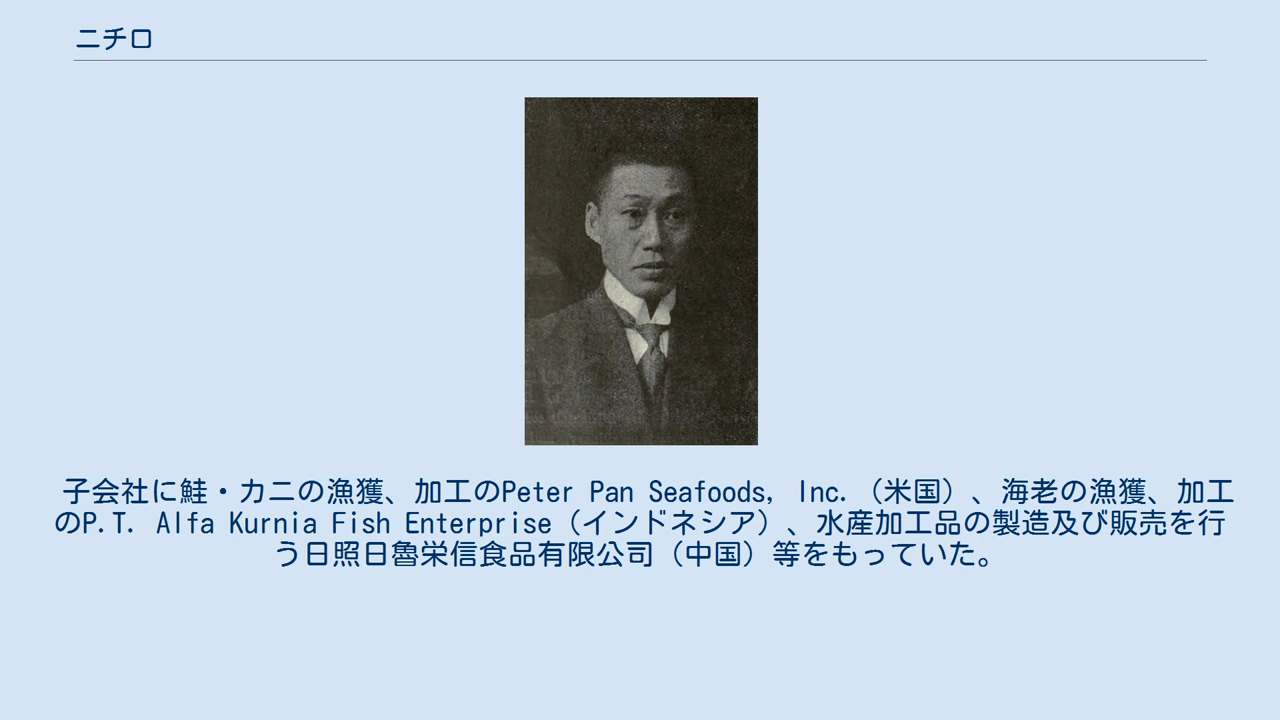 ニチロ
子会社に鮭・カニの漁獲、加工のPeter Pan Seafoods, Inc.（米国）、海老の漁獲、加工
のP.T. Alfa Kurnia Fish Enterprise（インドネシア）、水産加工品の製造及び販売を行
う日照日魯栄信食品有限公司（中国）等をもっていた。